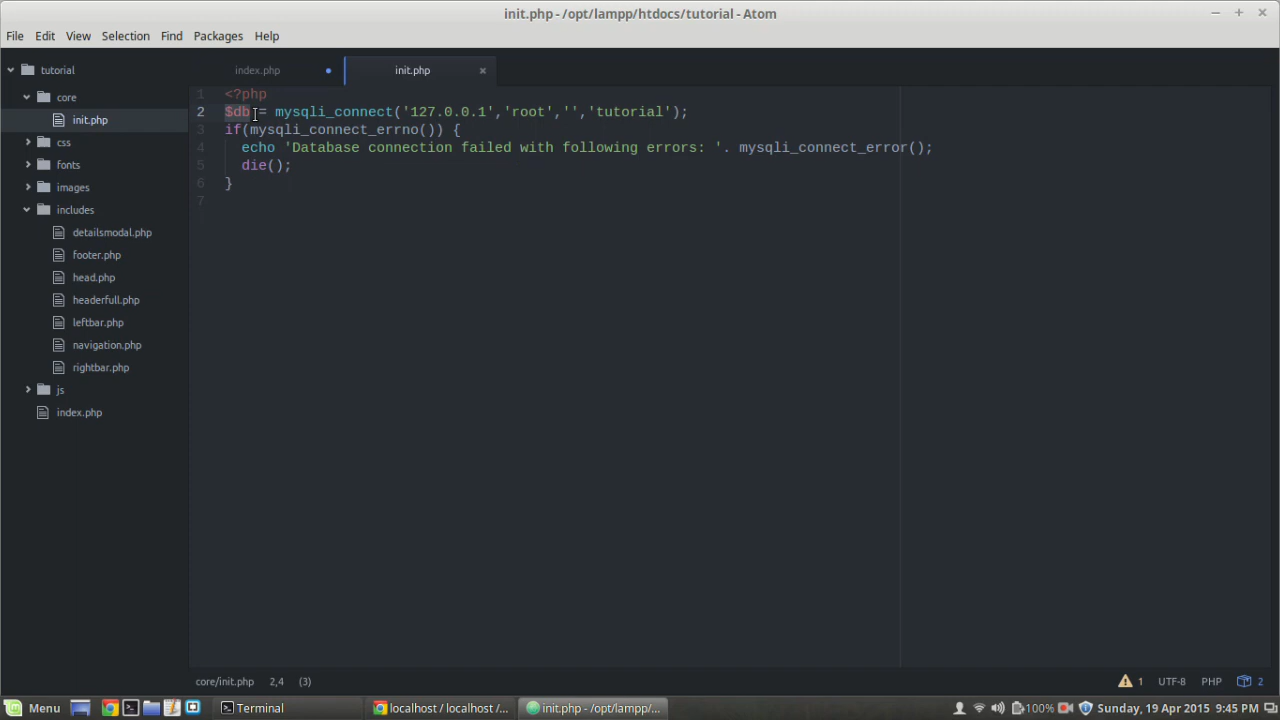 init.php - /opt/lampp/htdocs/tutorial - Atom
File Edit View Selection Find Packages Help
tutorial
core
init.php
css
fonts
images
includes
detailsmodal.php
footer.php
head.php
headerfull.php
leftbar.php
navigation.php
rightbar.php
js
index.php
index.php
init.php
1 <?php
2 $db = mysqli_connect('127.0.0.1','root','','tutorial');
3 if(mysqli_connect_errno()) {
4 echo 'Database connection failed with following errors: '. mysqli_connect_error();
5 die();
6 }
7
core/init.php 2,4 (3)
1 UTF-8 PHP 2
Menu Terminal localhost / localhost /... init.php - /opt/lampp/... 100% Sunday, 19 Apr 2015 9:45 PM